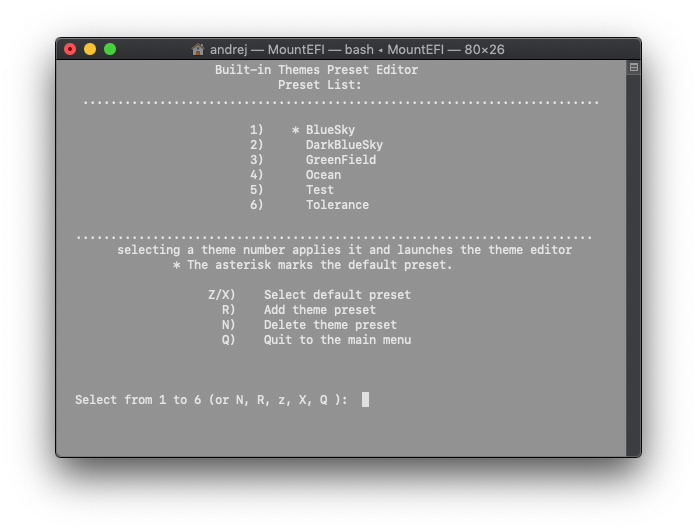 andrej — MountEFI — bash ◂ MountEFI — 80×26
Built-in Themes Preset Editor
Preset List:
..........................................................................
1) * BlueSky
2) DarkBlueSky
3) GreenField
4) Ocean
5) Test
6) Tolerance
..........................................................................
selecting a theme number applies it and launches the theme editor
* The asterisk marks the default preset.
Z/X) Select default preset
R) Add theme preset
N) Delete theme preset
Q) Quit to the main menu
Select from 1 to 6 (or N, R, z, X, Q ):